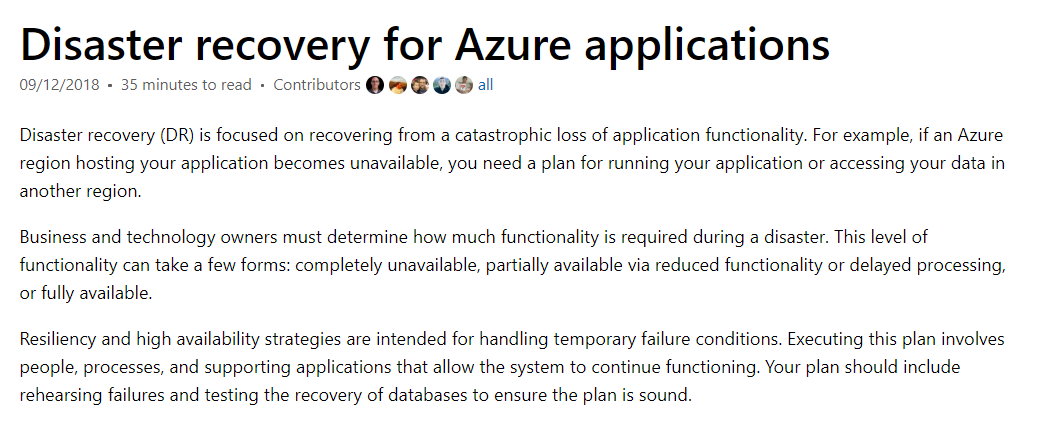 Disaster recovery for Azure applications
09/12/2018 • 35 minutes to read • Contributors all
Disaster recovery (DR) is focused on recovering from a catastrophic loss of application functionality. For example, if an Azure
region hosting your application becomes unavailable, you need a plan for running your application or accessing your data in
another region.
Business and technology owners must determine how much functionality is required during a disaster. This level of
functionality can take a few forms: completely unavailable, partially available via reduced functionality or delayed processing,
or fully available.
Resiliency and high availability strategies are intended for handling temporary failure conditions. Executing this plan involves
people, processes, and supporting applications that allow the system to continue functioning. Your plan should include
rehearsing failures and testing the recovery of databases to ensure the plan is sound.